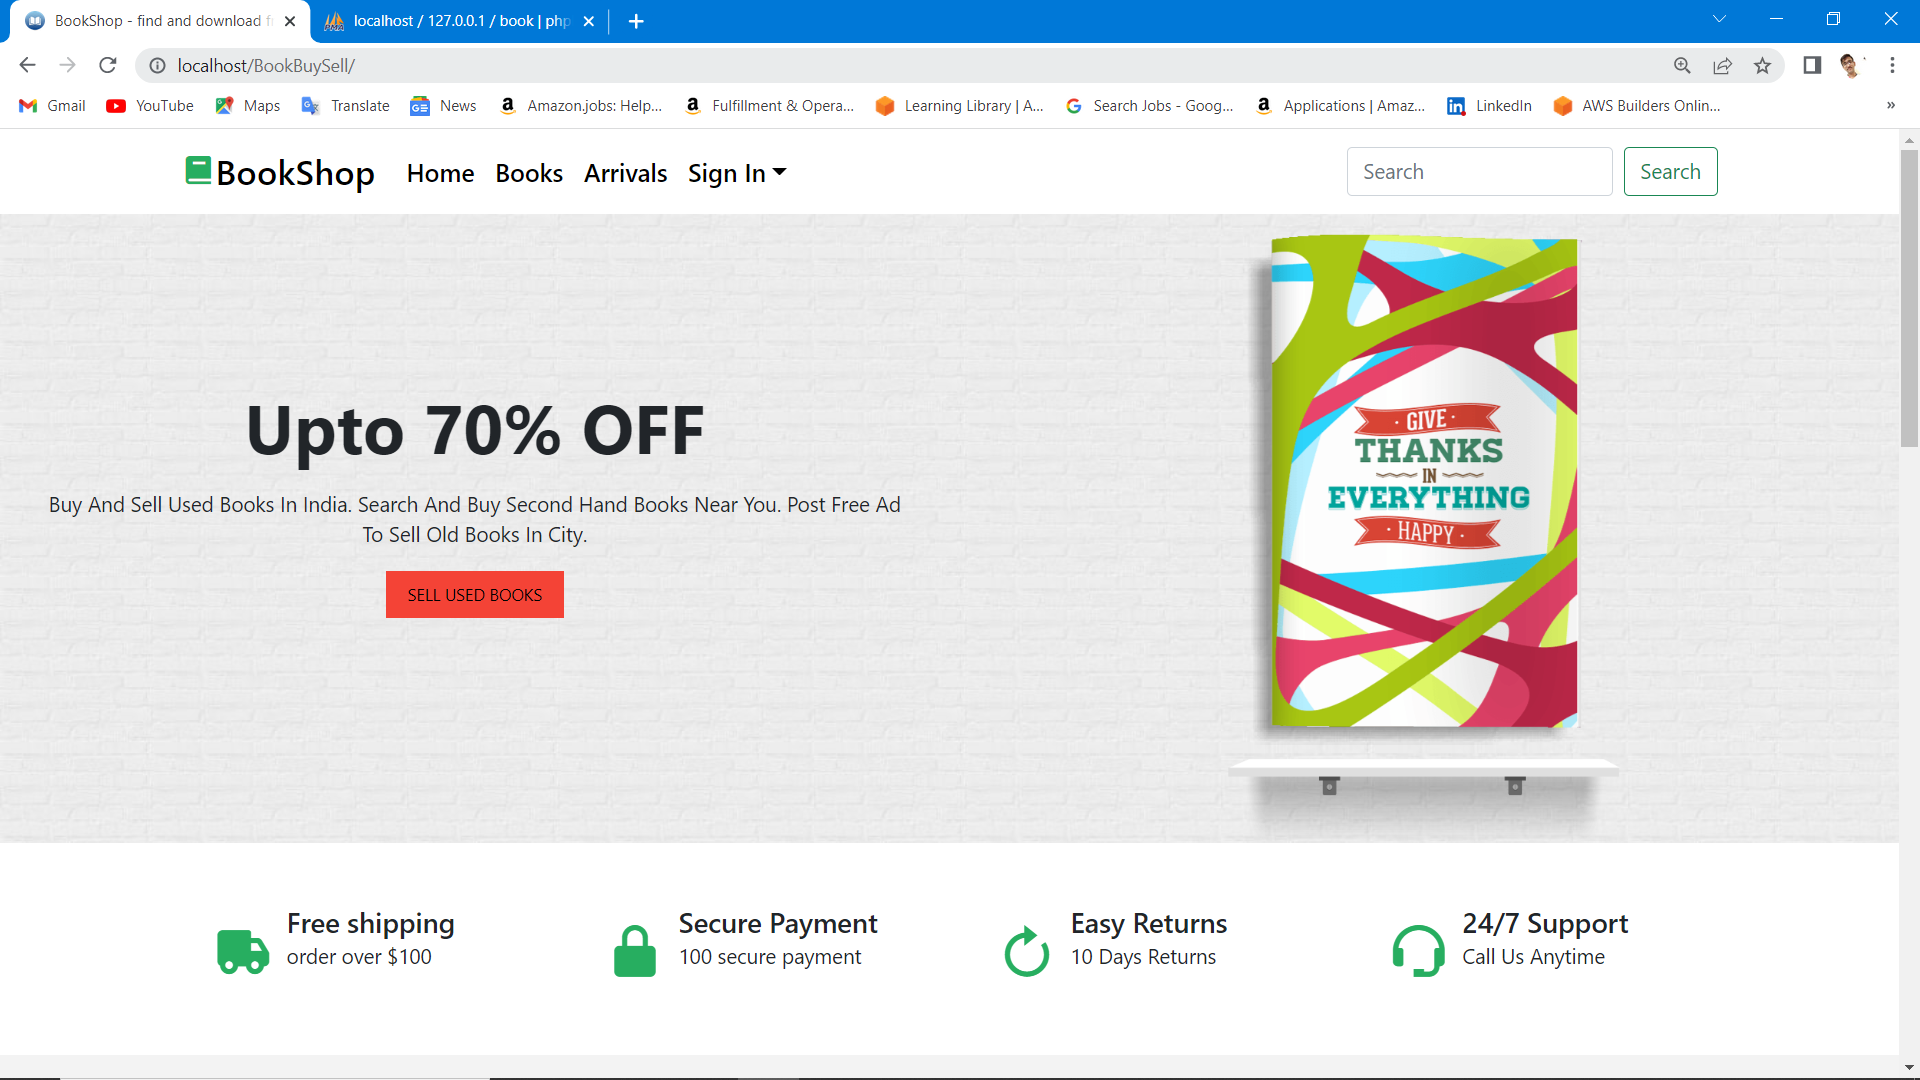 BookShop - find and download f
localhost / 127.0.0.1 / book | php
localhost/BookBuySell/
Gmail
YouTube
Maps
Translate
News
Amazon.jobs: Help...
Fulfillment & Opera...
Learning Library | A...
Search Jobs - Goog...
Applications | Amaz...
LinkedIn
AWS Builders Onlin...
»
BookShop
Home
Books
Arrivals
Sign In
Search
Search
Upto 70% OFF
Buy And Sell Used Books In India. Search And Buy Second Hand Books Near You. Post Free Ad
To Sell Old Books In City.
SELL USED BOOKS
· GIVE ·
THANKS
IN
EVERYTHING
· HAPPY ·
Free shipping
order over $100
Secure Payment
100 secure payment
Easy Returns
10 Days Returns
24/7 Support
Call Us Anytime